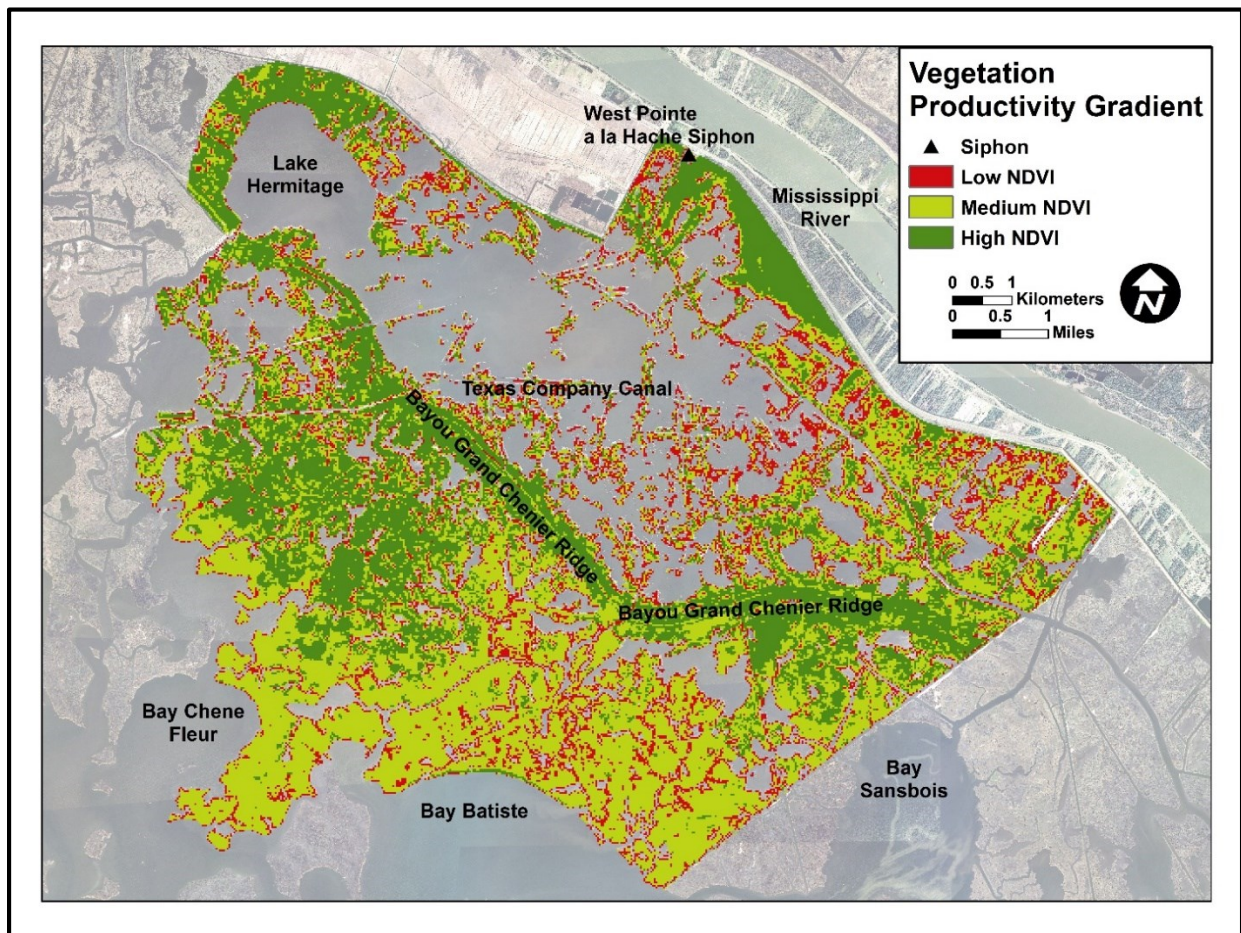 Vegetation
Productivity Gradient
Siphon
Low NDVI
Medium NDVI
High NDVI
0 0.5 1
Kilometers
0 0.5 1
Miles
N
West Pointe
a la Hache Siphon
Lake
Hermitage
Mississippi
River
Texas Company Canal
Bayou Grand Chenier Ridge
Bayou Grand Chenier Ridge
Bay Chene
Fleur
Bay Batiste
Bay
Sansbois